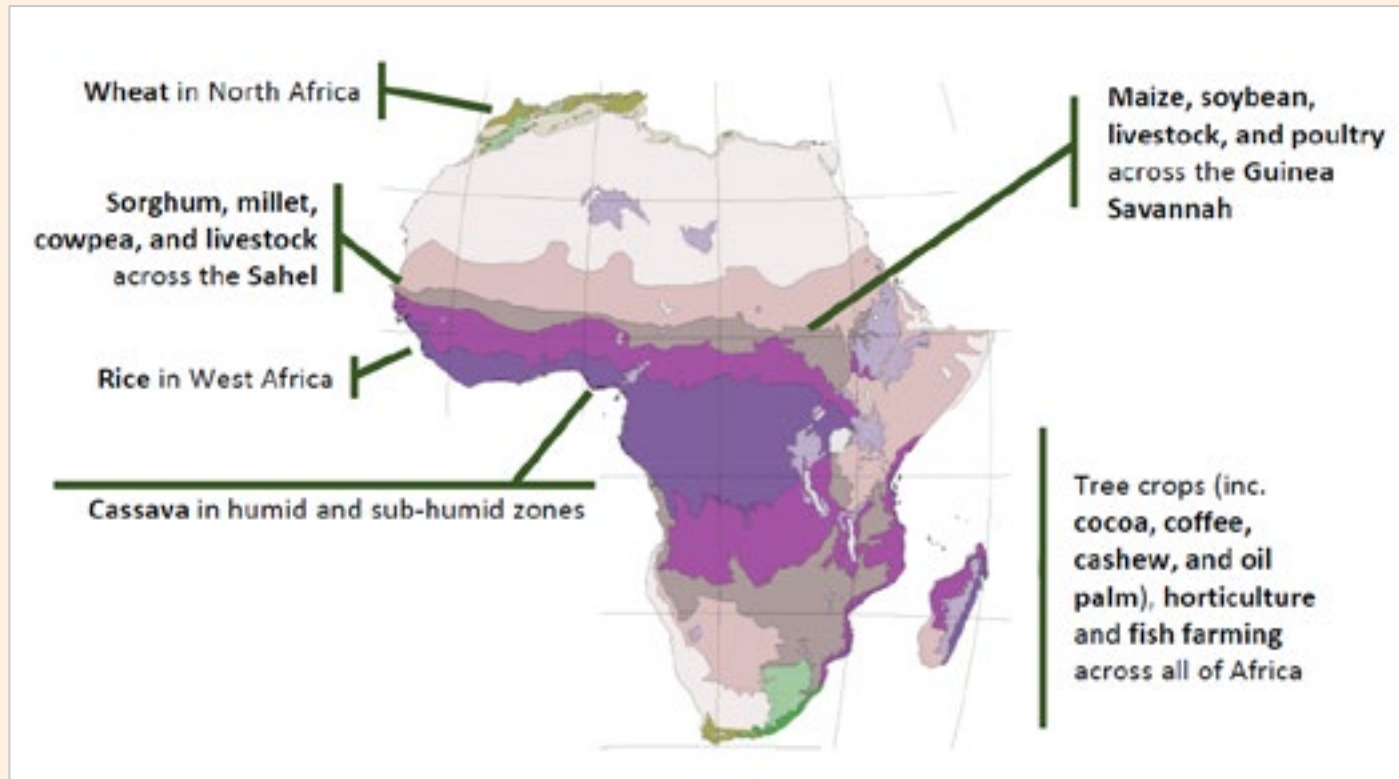 Wheat in North Africa
Sorghum, millet,
cowpea, and livestock
across the Sahel
Rice in West Africa
Cassava in humid and sub-humid zones
Maize, soybean,
livestock, and poultry
across the Guinea
Savannah
Tree crops (inc.
cocoa, coffee,
cashew, and oil
palm), horticulture
and fish farming
across all of Africa